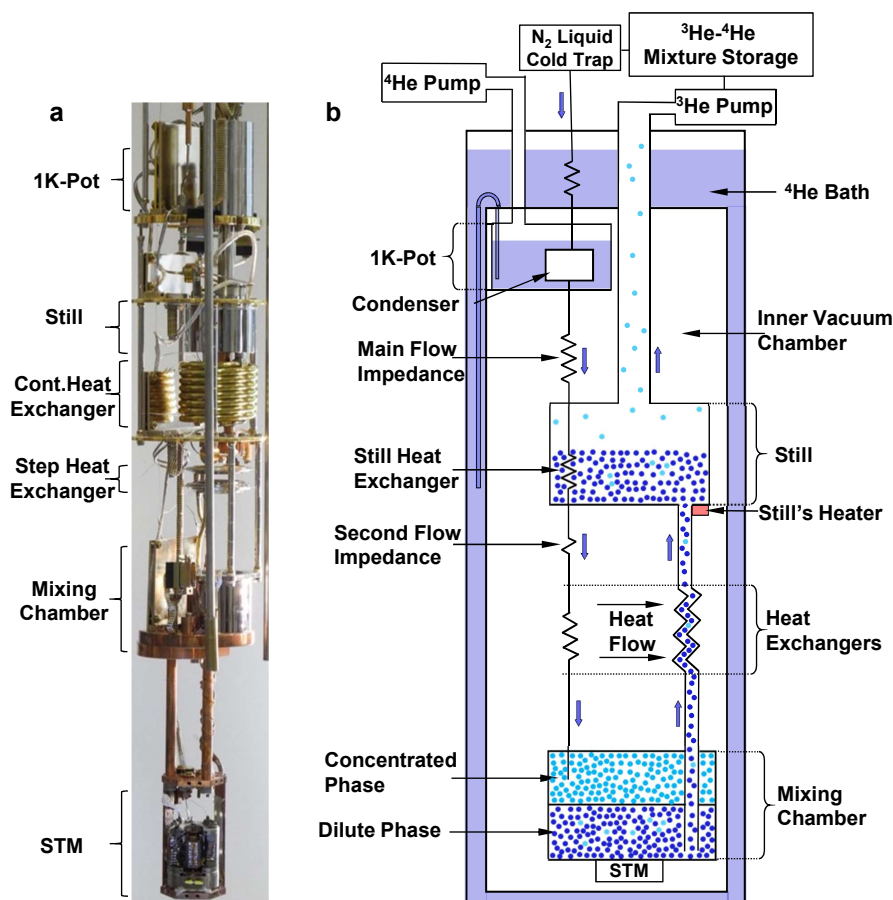 a
1K-Pot
Still
Cont.Heat
Exchanger
Step Heat
Exchanger
Mixing
Chamber
STM
b
N₂ Liquid
Cold Trap
³He-⁴He
Mixture Storage
⁴He Pump
³He Pump
⁴He Bath
1K-Pot
Condenser
Inner Vacuum
Chamber
Main Flow
Impedance
Still Heat
Exchanger
Still
Still's Heater
Second Flow
Impedance
Heat
Flow
Heat
Exchangers
Concentrated
Phase
Dilute Phase
Mixing
Chamber
STM